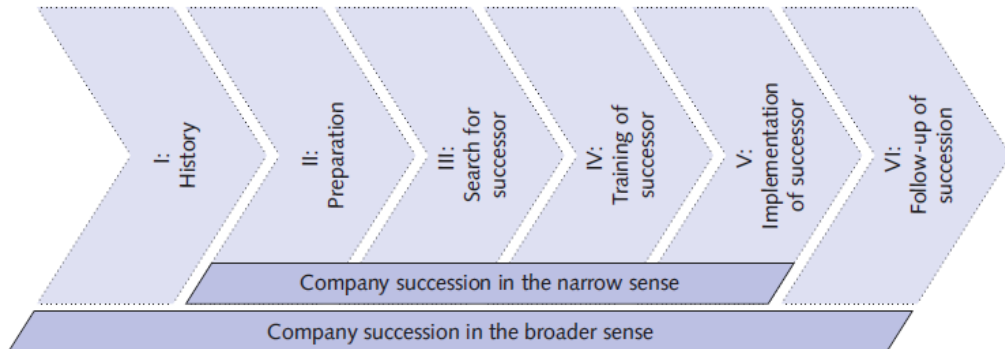 I:
History
II:
Preparation
III:
Search for
successor
IV:
Training of
successor
V:
Implementation
of successor
VI:
Follow-up of
succession
Company succession in the narrow sense
Company succession in the broader sense